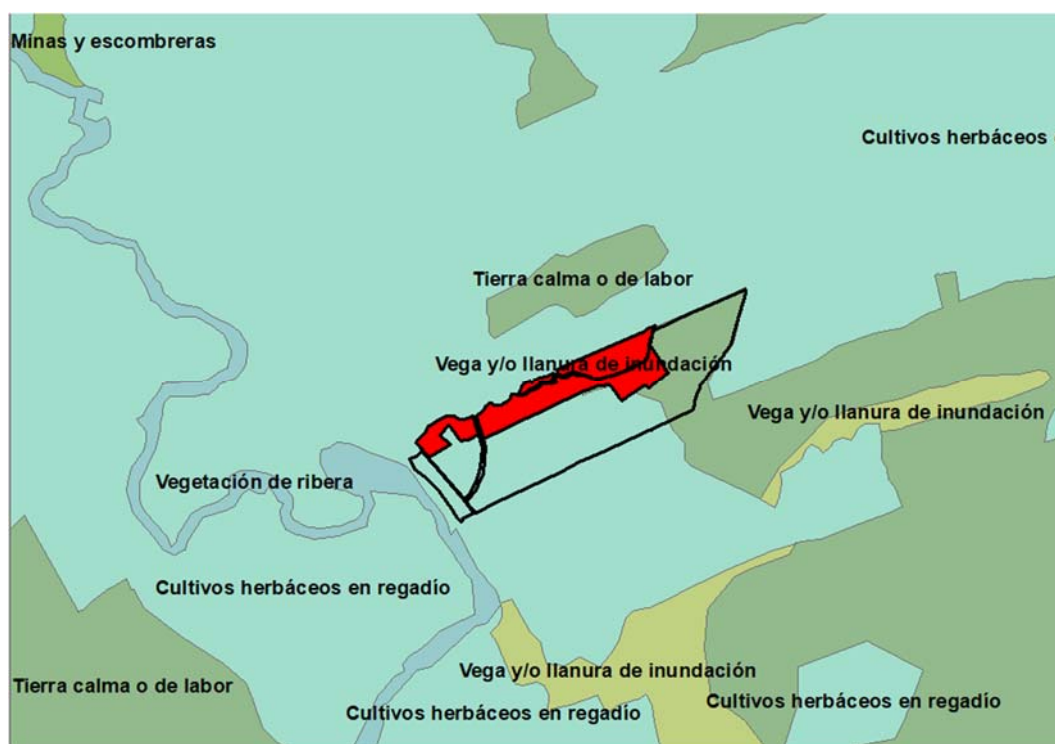 Minas y escombreras
Cultivos herbáceos
Tierra calma o de labor
Vega y/o llanura de inundación
Vega y/o llanura de inundación
Vegetación de ribera
Cultivos herbáceos en regadío
Vega y/o llanura de inundación
Tierra calma o de labor
Cultivos herbáceos en regadío
Cultivos herbáceos en regadío